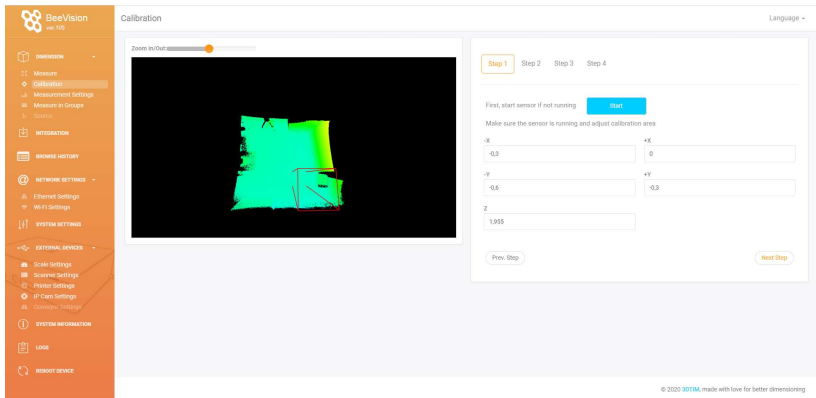 BeeVision
ver. 1.0.
Calibration
Language
DIMENSION
Measure
Calibration
Measurement Settings
Measure in Groups
INTEGRATION
BROWSE HISTORY
NETWORK SETTINGS
Ethernet Settings
Wi-Fi Settings
SYSTEM SETTINGS
EXTERNAL DEVICES
Scale Settings
Scanner Settings
Printer Settings
IP Cam Settings
Conveyor Settings
SYSTEM INFORMATION
LOGS
REBOOT DEVICE
Zoom In/Out:
Step 1 Step 2 Step 3 Step 4
First, start sensor if not running Start
Make sure the sensor is running and adjust calibration area
-X +X
-0,3 0
-Y +Y
-0,6 -0,3
Z
1,955
Prev. Step Next Step
© 2020 3DTIM, made with love for better dimensioning